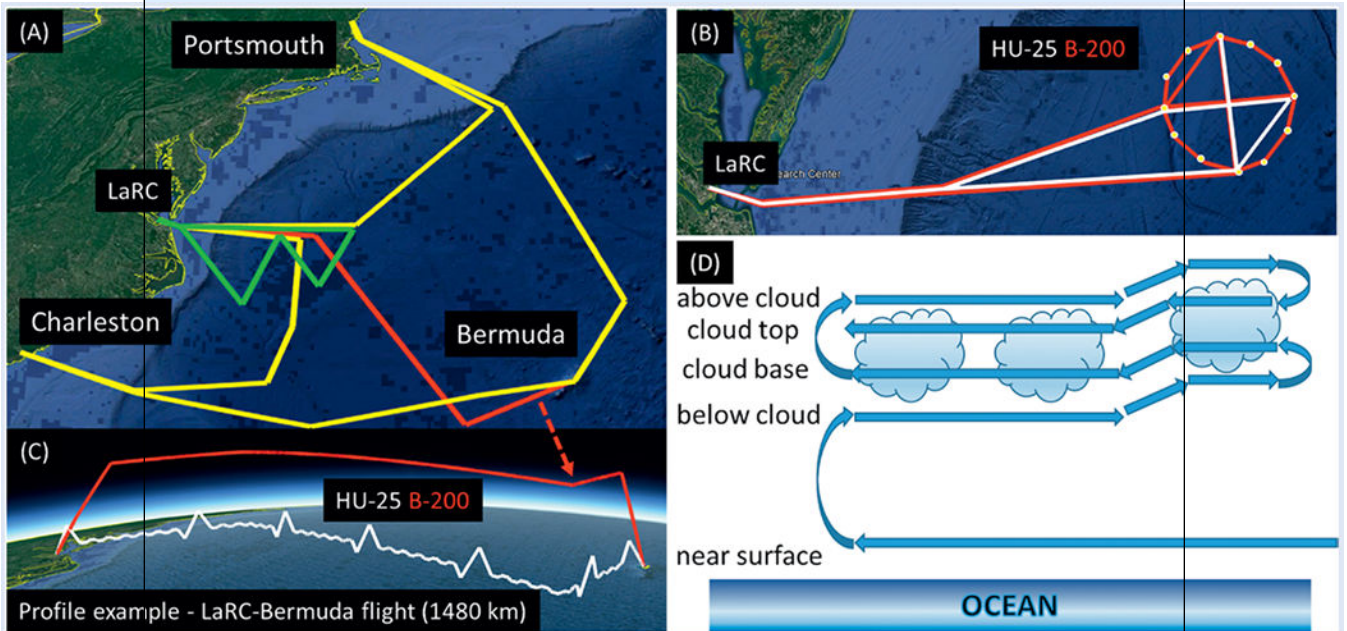 (A)
Portsmouth
LaRC
Charleston
Bermuda
(B)
HU-25 B-200
LaRC
search Center
(C)
HU-25 B-200
Profile example - LaRC-Bermuda flight (1480 km)
(D)
above cloud
cloud top
cloud base
below cloud
near surface
OCEAN